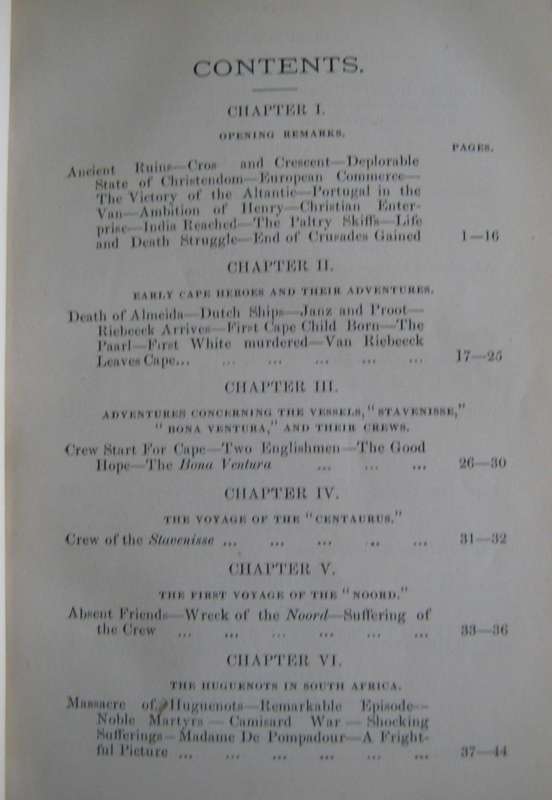 CONTENTS.
CHAPTER I.
OPENING REMARKS.
PAGES.
Ancient Ruins—Cros and Crescent—Deplorable
State of Christendom—European Commerce—
The Victory of the Altantic—Portugal in the
Van—Ambition of Henry—Christian Enter-
prise—India Reached—The Paltry Skiffs—Life
and Death Struggle—End of Crusades Gained 1—16
CHAPTER II.
EARLY CAPE HEROES AND THEIR ADVENTURES.
Death of Almeida—Dutch Ships—Janz and Proot—
Riebeeck Arrives—First Cape Child Born—The
Paarl—First White murdered—Van Riebeeck
Leaves Cape... ... ... ... ... ... 17—25
CHAPTER III.
ADVENTURES CONCERNING THE VESSELS, "STAVENISSE,"
"BONA VENTURA," AND THEIR CREWS.
Crew Start For Cape—Two Englishmen—The Good
Hope—The Bona Ventura ... ... ... 26—30
CHAPTER IV.
THE VOYAGE OF THE "CENTAURUS."
Crew of the Stavenisse ... ... ... .. ... 31—32
CHAPTER V.
THE FIRST VOYAGE OF THE "NOORD."
Absent Friends—Wreck of the Noord—Suffering of
the Crew ... ... ... ... ... ... 33—36
CHAPTER VI.
THE HUGUENOTS IN SOUTH AFRICA.
Massacre of Huguenots—Remarkable Episode—
Noble Martyrs—Camisard War—Shocking
Sufferings—Madame De Pompadour—A Fright-
ful Picture ... ... ... ... ... ... 37—44